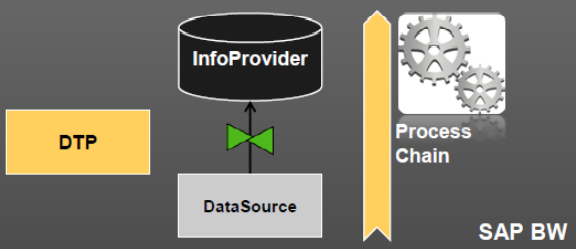 InfoProvider
DTP
DataSource
Process
Chain
SAP BW